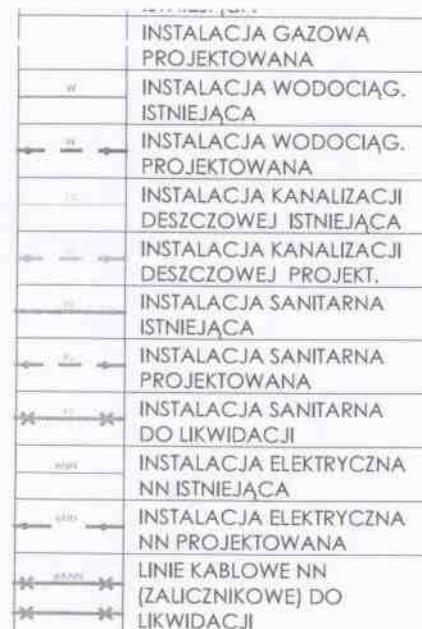 INSTALACJA GAZOWA
PROJEKTOWANA
W
INSTALACJA WODOCIĄG.
ISTNIEJĄCA
W
INSTALACJA WODOCIĄG.
PROJEKTOWANA
INSTALACJA KANALIZACJI
DESZCZOWEJ ISTNIEJĄCA
INSTALACJA KANALIZACJI
DESZCZOWEJ PROJEKT.
INSTALACJA SANITARNA
ISTNIEJĄCA
INSTALACJA SANITARNA
PROJEKTOWANA
INSTALACJA SANITARNA
DO LIKWIDACJI
eNN
INSTALACJA ELEKTRYCZNA
NN ISTNIEJĄCA
eNN
INSTALACJA ELEKTRYCZNA
NN PROJEKTOWANA
LINIE KABLOWE NN
(ZALICZNIKOWE) DO
LIKWIDACJI